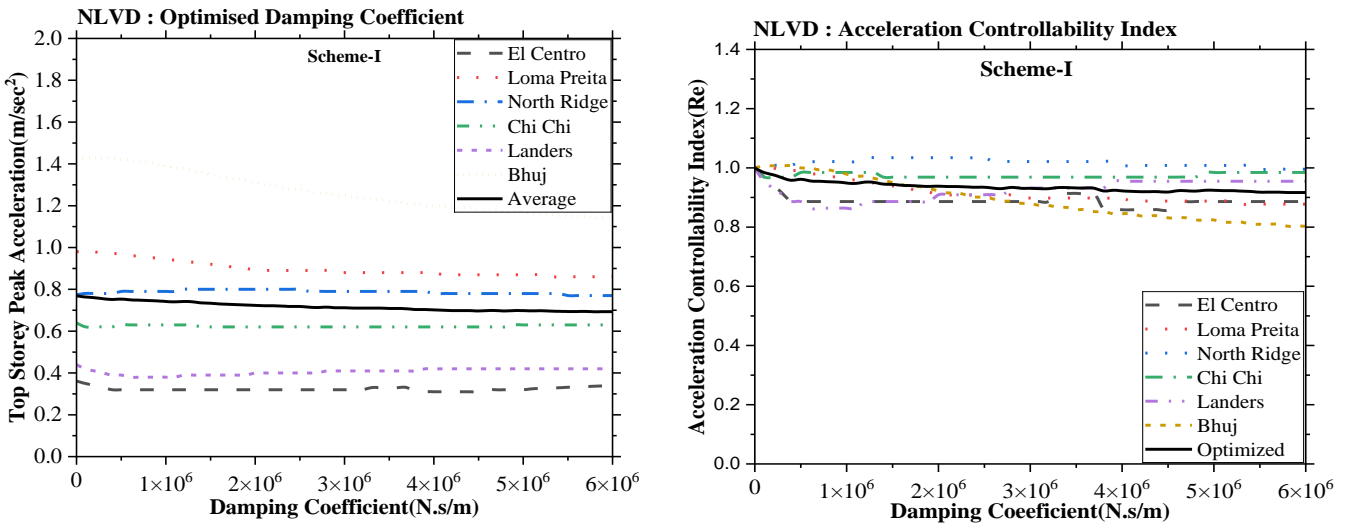 NLVD : Optimised Damping Coefficient
Scheme-I
El Centro
Loma Preita
North Ridge
Chi Chi
Landers
Bhuj
Average
Top Storey Peak Acceleration(m/sec²)
2.0
1.8
1.6
1.4
1.2
1.0
0.8
0.6
0.4
0.2
0.0
0
1×10⁶
2×10⁶
3×10⁶
4×10⁶
5×10⁶
6×10⁶
Damping Coefficient(N.s/m)
NLVD : Acceleration Controllability Index
Scheme-I
Acceleration Controllability Index(Re)
1.4
1.2
1.0
0.8
0.6
0.4
0.2
0.0
El Centro
Loma Preita
North Ridge
Chi Chi
Landers
Bhuj
Optimized
0
1×10⁶
2×10⁶
3×10⁶
4×10⁶
5×10⁶
6×10⁶
Damping Coeeficient(N.s/m)